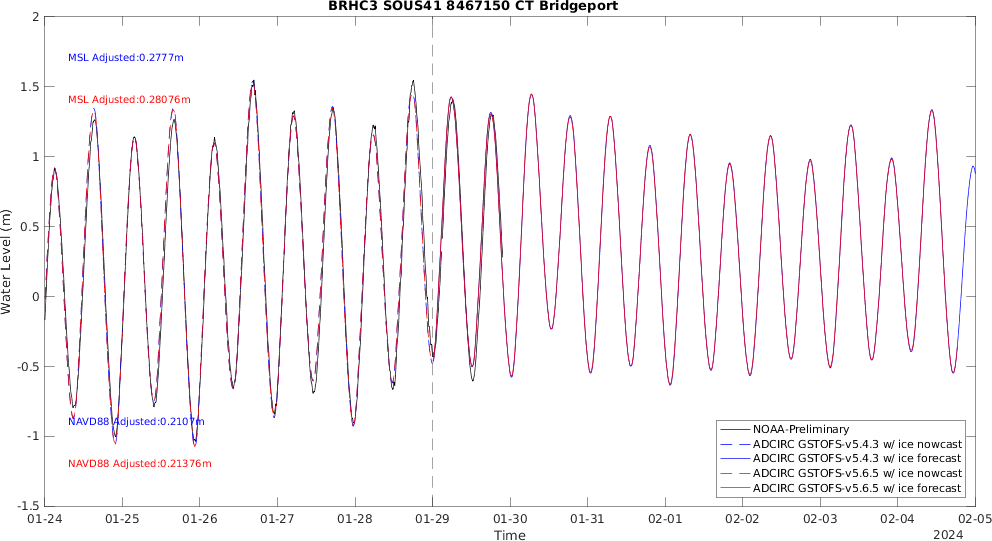 BRHC3 SOUS41 8467150 CT Bridgeport
2
1.5
1
0.5
0
-0.5
-1
-1.5
Water Level (m)
MSL Adjusted:0.2777m
MSL Adjusted:0.28076m
NAVD88 Adjusted:0.2107m
NAVD88 Adjusted:0.21376m
NOAA-Preliminary
ADCIRC GSTOFS-v5.4.3 w/ ice nowcast
ADCIRC GSTOFS-v5.4.3 w/ ice forecast
ADCIRC GSTOFS-v5.6.5 w/ ice nowcast
ADCIRC GSTOFS-v5.6.5 w/ ice forecast
01-24 01-25 01-26 01-27 01-28 01-29 01-30 01-31 02-01 02-02 02-03 02-04 02-05
Time
2024